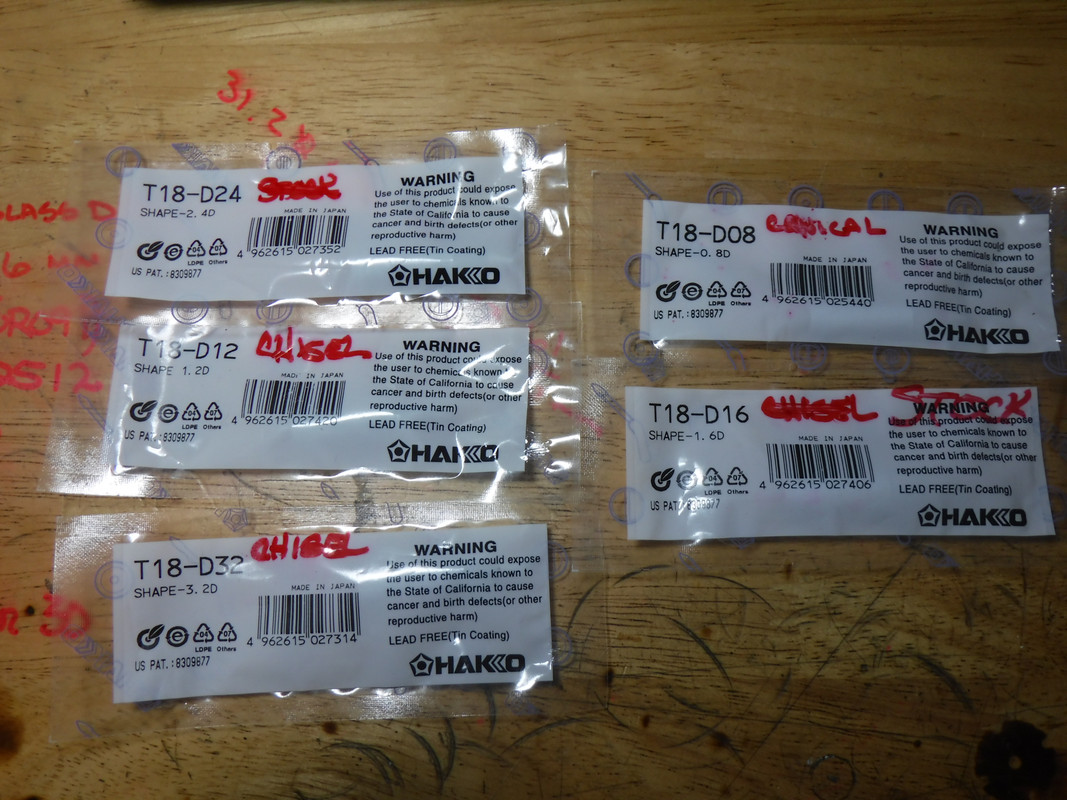 31.2
T18-D24
SHAPE-2.4D
MADE IN JAPAN
4 962615 027352
LDPE Others
US PAT.:8309877
WARNING
Use of this product could expose
the user to chemicals known to
the State of California to cause
cancer and birth defects(or other
reproductive harm)
LEAD FREE(Tin Coating)
HAKKO
T18-D12 CHISEL
SHAPE 1.2D
MADE IN JAPAN
4 962615 027420
LDPE Others
US PAT.:8309877
WARNING
Use of this product could expose
the user to chemicals known to
the State of California to cause
cancer and birth defects(or other
reproductive harm)
LEAD FREE(Tin Coating)
HAKKO
T18-D32 CHISEL
SHAPE-3.2D
MADE IN JAPAN
4 962615 027314
LDPE Others
US PAT.:8309877
WARNING
Use of this product could expose
the user to chemicals known to
the State of California to cause
cancer and birth defects(or other
reproductive harm)
LEAD FREE(Tin Coating)
HAKKO
T18-D08
SHAPE-0.8D
MADE IN JAPAN
4 962615 025440
LDPE Others
US PAT.:8309877
WARNING
Use of this product could expose
the user to chemicals known to
the State of California to cause
cancer and birth defects(or other
reproductive harm)
LEAD FREE(Tin Coating)
HAKKO
T18-D16 CHISEL STOCK
SHAPE-1.6D
MADE IN JAPAN
4 962615 027406
LDPE Others
US PAT.:8309877
WARNING
Use of this product could expose
the user to chemicals known to
the State of California to cause
cancer and birth defects(or other
reproductive harm)
LEAD FREE(Tin Coating)
HAKKO